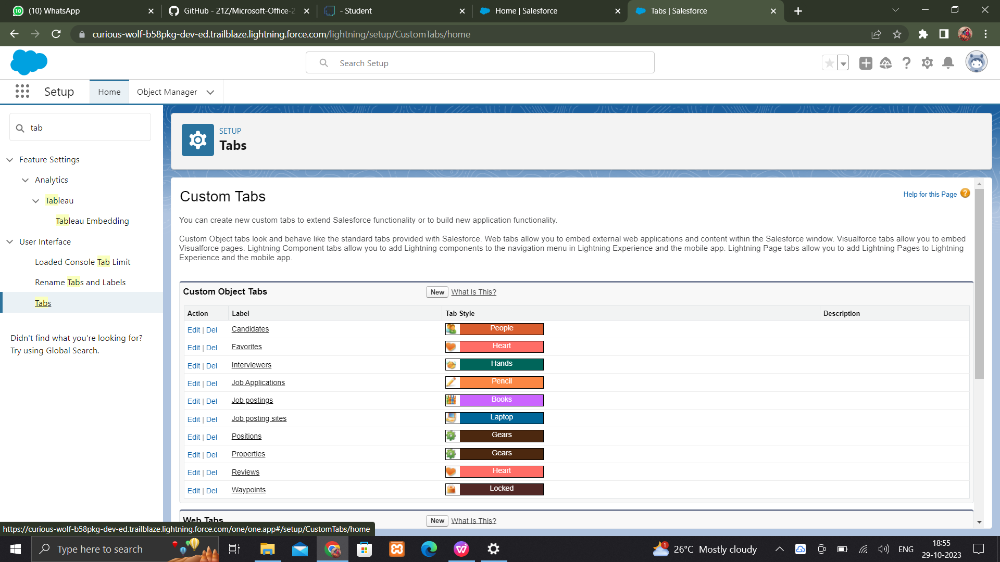 (10) WhatsApp
GitHub - 21Z/Microsoft-Office-2
- Student
Home | Salesforce
Tabs | Salesforce
curious-wolf-b58pkg-dev-ed.trailblaze.lightning.force.com/lightning/setup/CustomTabs/home
Search Setup
Setup
Home
Object Manager
tab
Feature Settings
Analytics
Tableau
Tableau Embedding
User Interface
Loaded Console Tab Limit
Rename Tabs and Labels
Tabs
Didn't find what you're looking for?
Try using Global Search.
SETUP
Tabs
Custom Tabs
Help for this Page ?
You can create new custom tabs to extend Salesforce functionality or to build new application functionality.
Custom Object tabs look and behave like the standard tabs provided with Salesforce. Web tabs allow you to embed external web applications and content within the Salesforce window. Visualforce tabs allow you to embed
Visualforce pages. Lightning Component tabs allow you to add Lightning components to the navigation menu in Lightning Experience and the mobile app. Lightning Page tabs allow you to add Lightning Pages to Lightning
Experience and the mobile app.
Custom Object Tabs New What Is This?
Action Label Tab Style Description
Edit | Del Candidates People
Edit | Del Favorites Heart
Edit | Del Interviewers Hands
Edit | Del Job Applications Pencil
Edit | Del Job postings Books
Edit | Del Job posting sites Laptop
Edit | Del Positions Gears
Edit | Del Properties Gears
Edit | Del Reviews Heart
Edit | Del Waypoints Locked
Web Tabs New What Is This?
https://curious-wolf-b58pkg-dev-ed.trailblaze.lightning.force.com/one/one.app#/setup/CustomTabs/home
Type here to search
1
26°C Mostly cloudy
ENG
18:55
29-10-2023